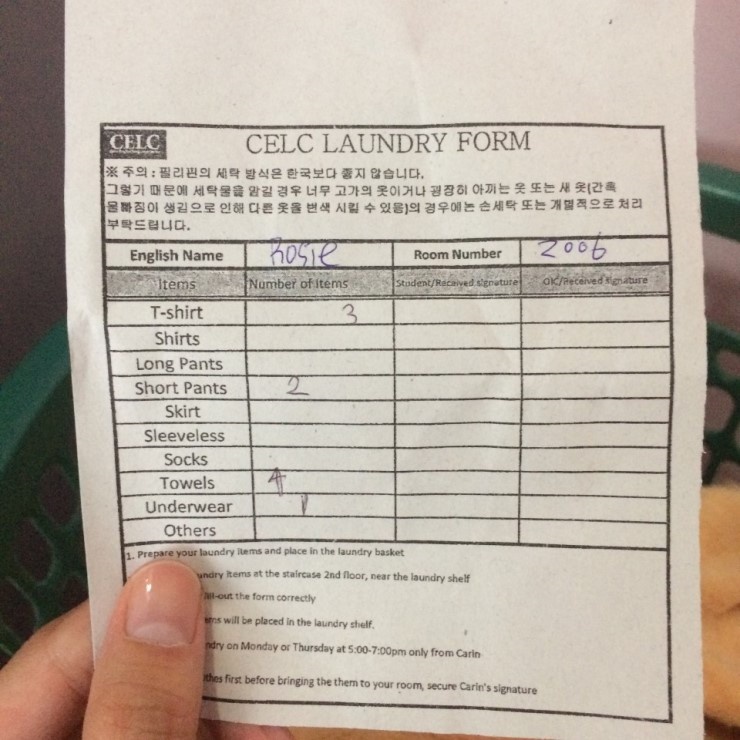 CELC CELC LAUNDRY FORM
※ 주의 : 필리핀의 세탁 방식은 한국보다 좋지 않습니다.
그렇기 때문에 세탁물을 맡길 경우 너무 고가의 옷이거나 굉장히 아끼는 옷 또는 새 옷(간혹
물빠짐이 생김으로 인해 다른 옷을 변색 시킬 수 있음)의 경우에는 손세탁 또는 개별적으로 처리
부탁드립니다.
English Name Rosie Room Number 2006
Items Number of Items Student/Received signature OK/Received signature
T-shirt 3
Shirts
Long Pants
Short Pants 2
Skirt
Sleeveless
Socks
Towels 4
Underwear 1
Others
1. Prepare your laundry items and place in the laundry basket
items at the staircase 2nd floor, near the laundry shelf
the form correctly
will be placed in the laundry shelf.
on Monday or Thursday at 5:00-7:00pm only from Carin
first before bringing the them to your room, secure Carin's signature